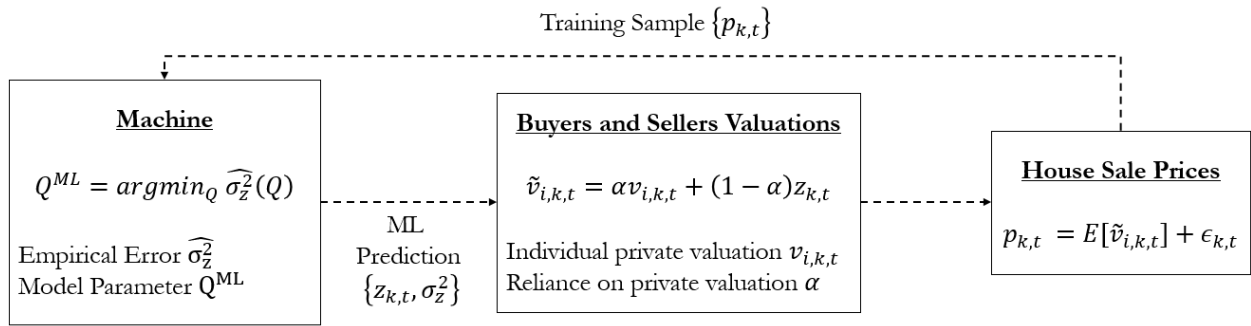 Training Sample {p_{k,t}}
Machine
Q^{ML} = argmin_Q \widehat{σ_z^2}(Q)
Empirical Error \widehat{σ_z^2}
Model Parameter Q^{ML}
ML
Prediction
{z_{k,t}, σ_z^2}
Buyers and Sellers Valuations
ṽ_{i,k,t} = αv_{i,k,t} + (1 − α)z_{k,t}
Individual private valuation v_{i,k,t}
Reliance on private valuation α
House Sale Prices
p_{k,t} = E[ṽ_{i,k,t}] + ϵ_{k,t}